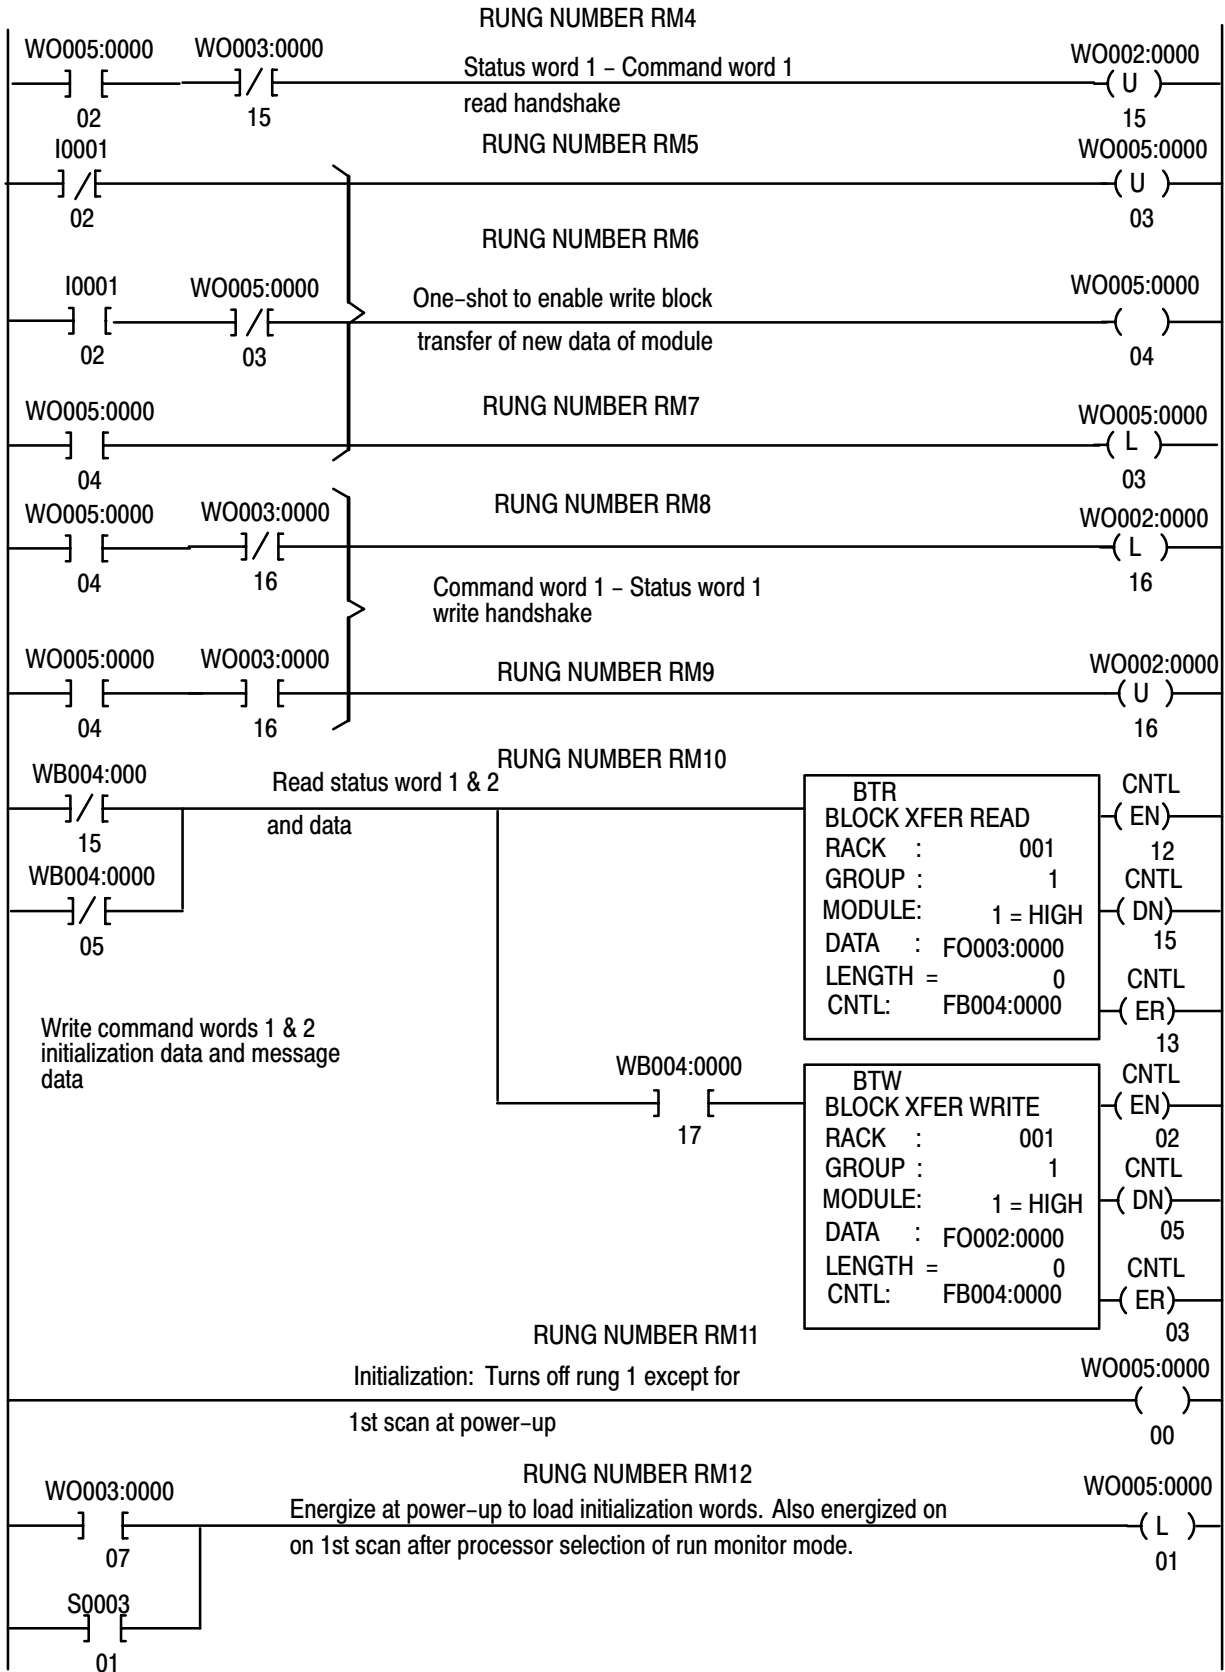 RUNG NUMBER RM4
WO005:0000 WO003:0000 Status word 1 – Command word 1 WO002:0000
] [ ]/[ ( U )
read handshake
02 15 15
RUNG NUMBER RM5
I0001 WO005:0000
]/[ ( U )
02 03
RUNG NUMBER RM6
I0001 WO005:0000 One–shot to enable write block WO005:0000
] [ ]/[ ( )
transfer of new data of module
02 03 04
RUNG NUMBER RM7
WO005:0000 WO005:0000
] [ ( L )
04 03
RUNG NUMBER RM8
WO005:0000 WO003:0000 WO002:0000
] [ ]/[ ( L )
04 16 16
Command word 1 – Status word 1
write handshake
WO005:0000 WO003:0000 RUNG NUMBER RM9 WO002:0000
] [ ] [ ( U )
04 16 16
RUNG NUMBER RM10
WB004:000 Read status word 1 & 2
]/[ and data
15
WB004:0000
]/[
05
BTR CNTL
BLOCK XFER READ ( EN )
RACK : 001 12
GROUP : 1 CNTL
MODULE: 1 = HIGH ( DN )
DATA : FO003:0000 15
LENGTH = 0 CNTL
CNTL: FB004:0000 ( ER )
13
Write command words 1 & 2
initialization data and message
data
WB004:0000
] [
17
BTW CNTL
BLOCK XFER WRITE ( EN )
RACK : 001 02
GROUP : 1 CNTL
MODULE: 1 = HIGH ( DN )
DATA : FO002:0000 05
LENGTH = 0 CNTL
CNTL: FB004:0000 ( ER )
03
RUNG NUMBER RM11
Initialization: Turns off rung 1 except for WO005:0000
( )
1st scan at power–up
00
RUNG NUMBER RM12
WO003:0000 WO005:0000
Energize at power–up to load initialization words. Also energized on
] [ ( L )
on 1st scan after processor selection of run monitor mode.
07 01
S0003
] [
01